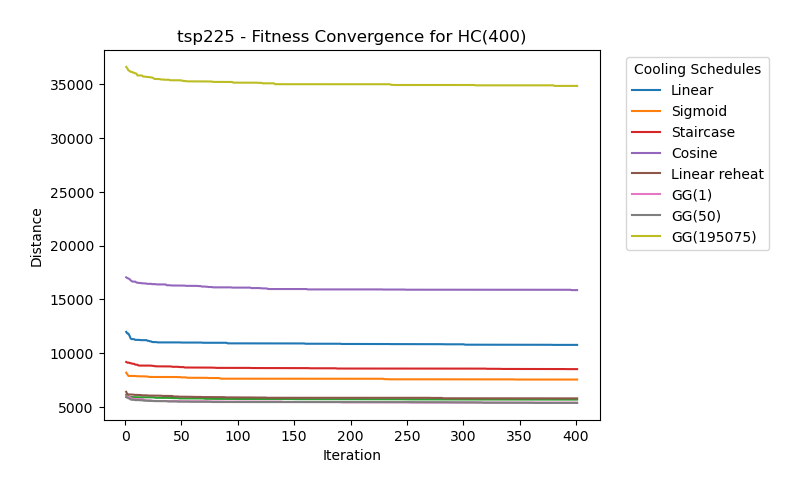 tsp225 - Fitness Convergence for HC(400)
35000
30000
25000
20000
15000
10000
5000
Distance
0
50
100
150
200
250
300
350
400
Iteration
Cooling Schedules
Linear
Sigmoid
Staircase
Cosine
Linear reheat
GG(1)
GG(50)
GG(195075)